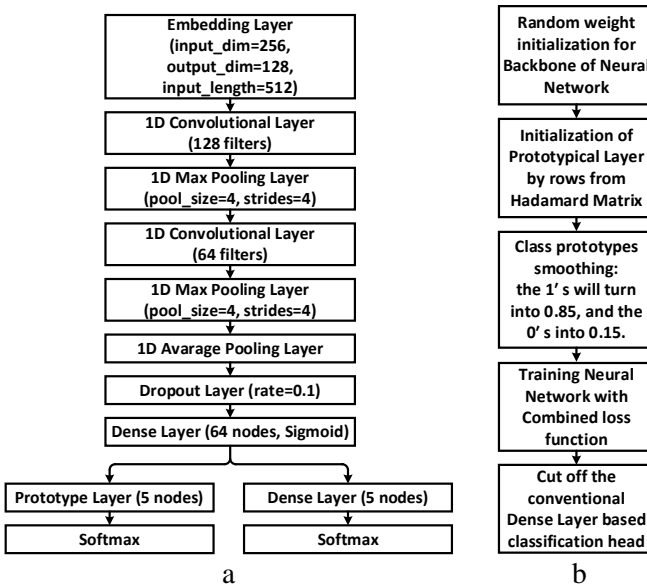 Embedding Layer
(input_dim=256,
output_dim=128,
input_length=512)
1D Convolutional Layer
(128 filters)
1D Max Pooling Layer
(pool_size=4, strides=4)
1D Convolutional Layer
(64 filters)
1D Max Pooling Layer
(pool_size=4, strides=4)
1D Avarage Pooling Layer
Dropout Layer (rate=0.1)
Dense Layer (64 nodes, Sigmoid)
Prototype Layer (5 nodes)
Dense Layer (5 nodes)
Softmax
Softmax
a
Random weight
initialization for
Backbone of Neural
Network
Initialization of
Prototypical Layer
by rows from
Hadamard Matrix
Class prototypes
smoothing:
the 1's will turn
into 0.85, and the
0's into 0.15.
Training Neural
Network with
Combined loss
function
Cut off the
conventional
Dense Layer based
classification head
b